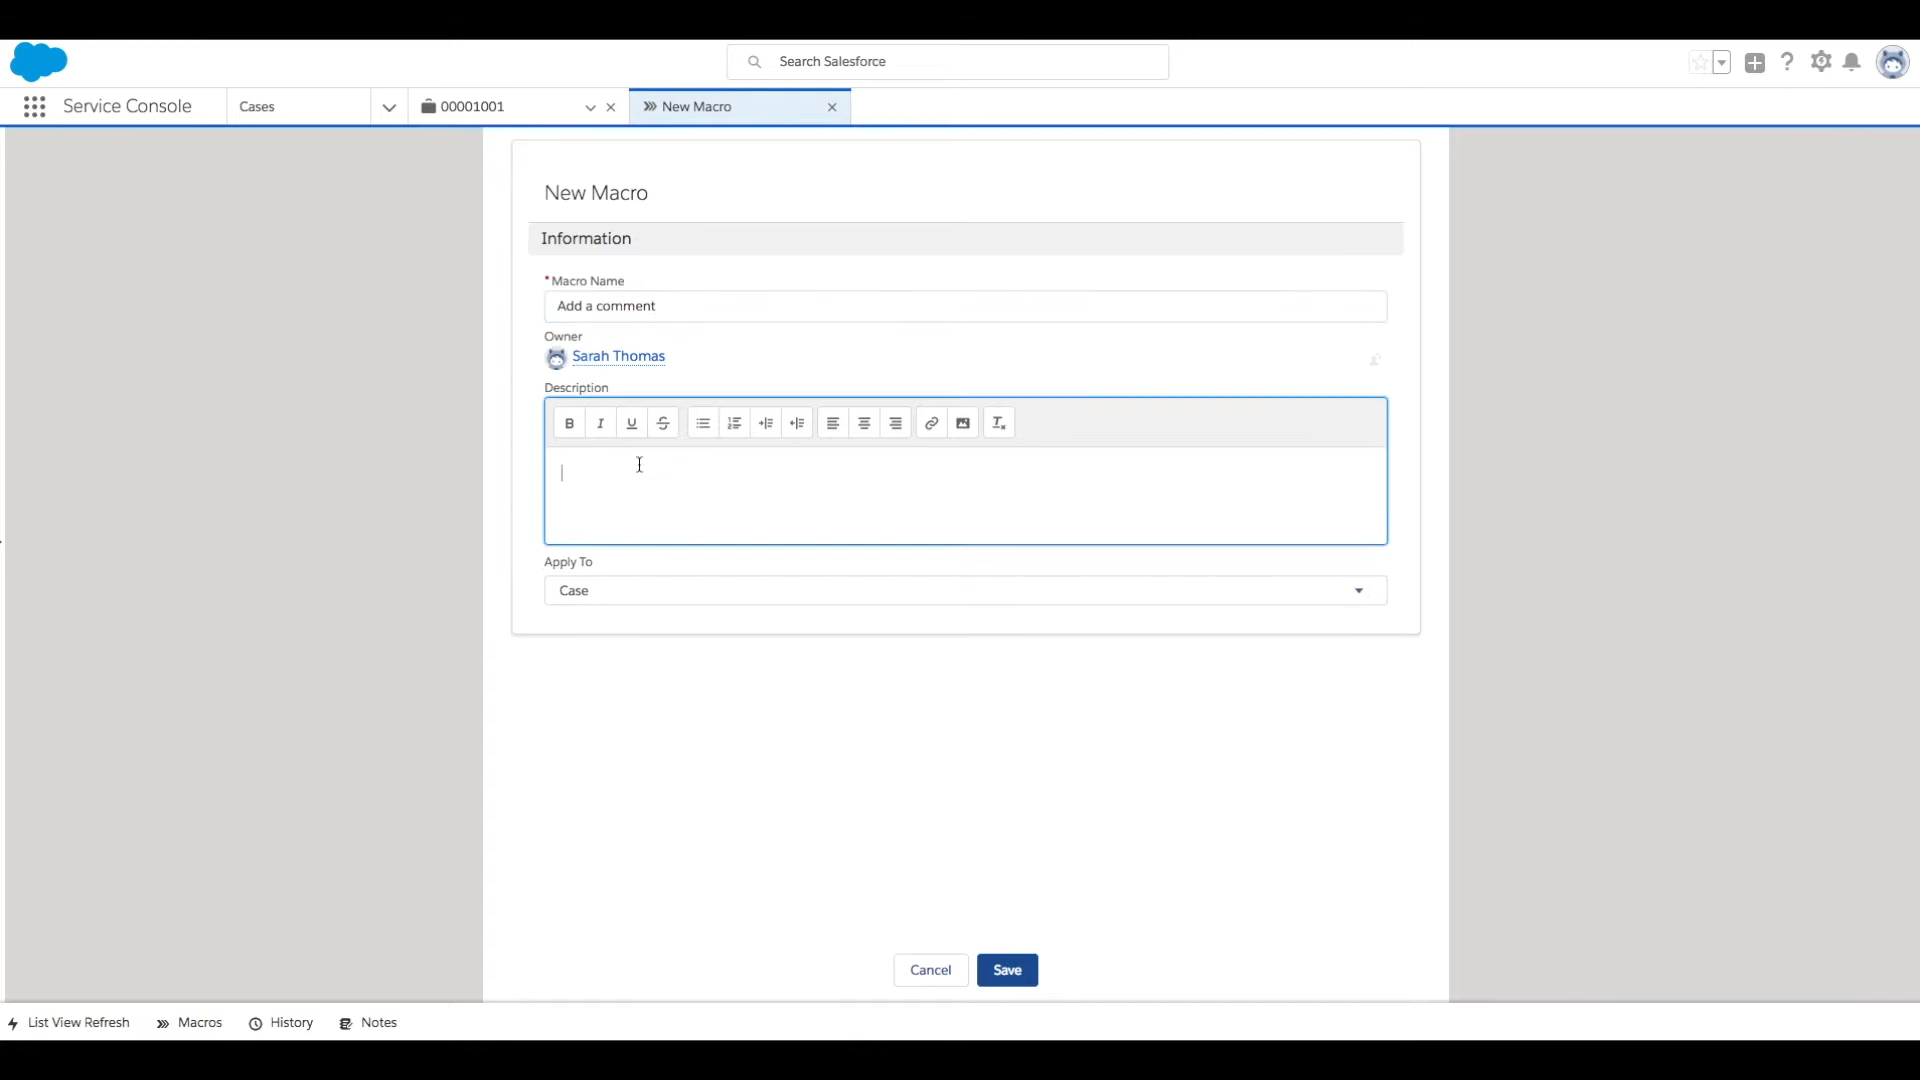 Search Salesforce
Service Console
Cases
00001001
New Macro
New Macro
Information
* Macro Name
Add a comment
Owner
Sarah Thomas
Description
Apply To
Case
Cancel
Save
List View Refresh
Macros
History
Notes